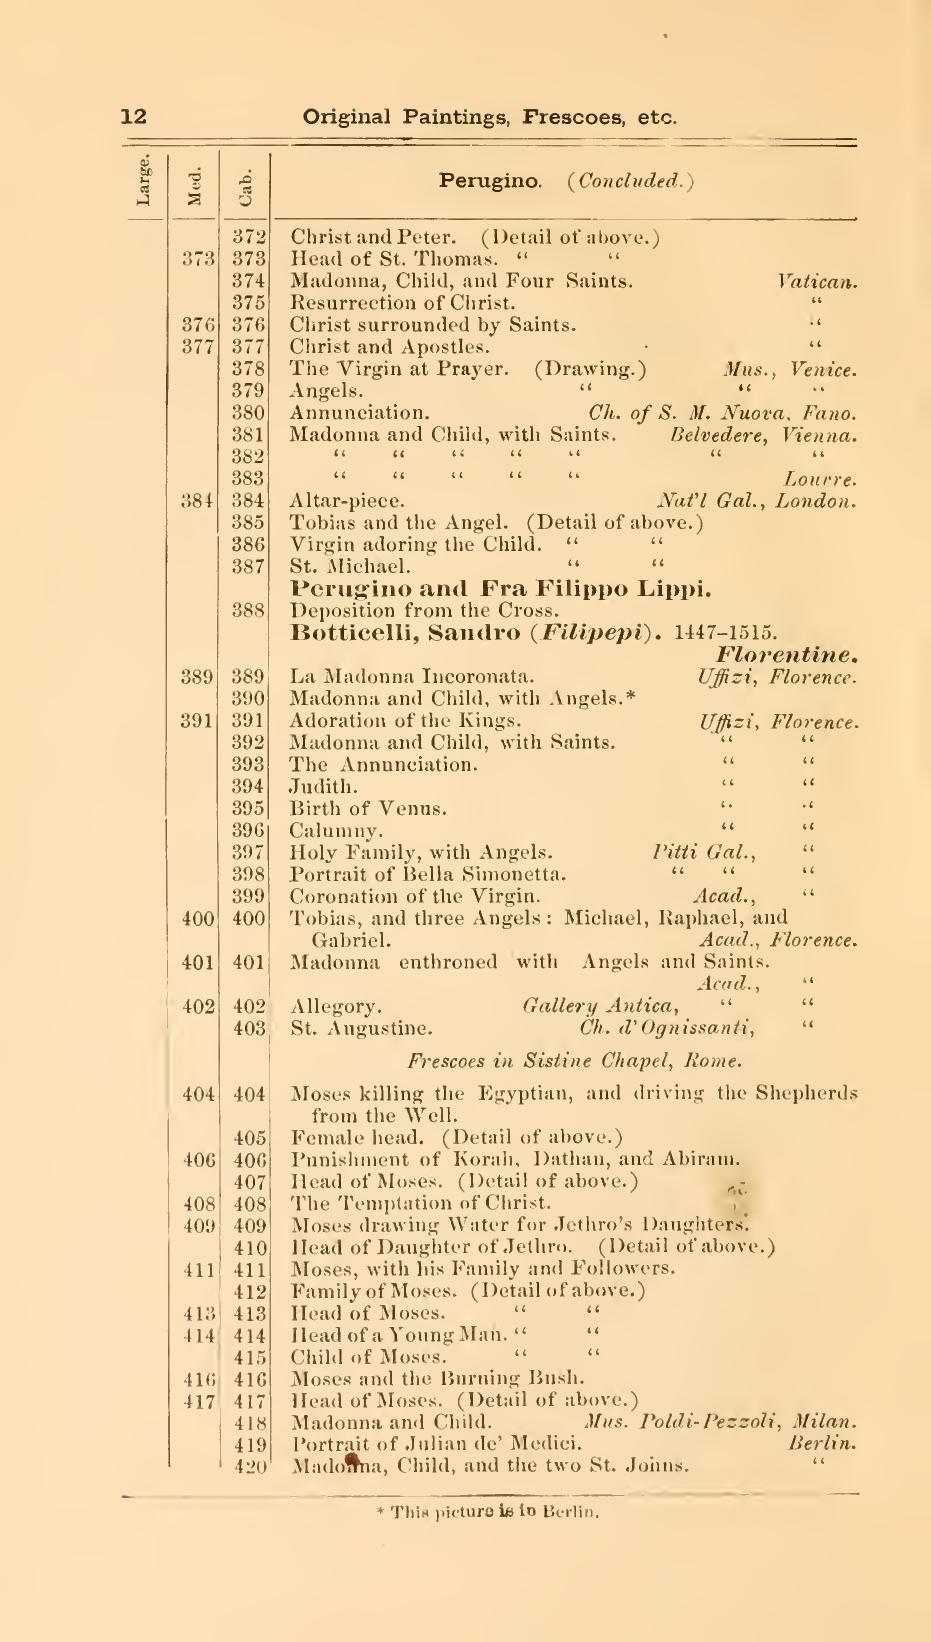 12 Original Paintings, Frescoes, etc.
Large. Med. Cab. Perugino. (Concluded.)
372 Christ and Peter. (Detail of above.)
373 373 Head of St. Thomas. “ “
374 Madonna, Child, and Four Saints. Vatican.
375 Resurrection of Christ. “
376 376 Christ surrounded by Saints. “
377 377 Christ and Apostles. “
378 The Virgin at Prayer. (Drawing.) Mus., Venice.
379 Angels. “ “ “
380 Annunciation. Ch. of S. M. Nuova, Fano.
381 Madonna and Child, with Saints. Belvedere, Vienna.
382 “ “ “ “ “ “ “
383 “ “ “ “ “ Louvre.
384 384 Altar-piece. Nat'l Gal., London.
385 Tobias and the Angel. (Detail of above.)
386 Virgin adoring the Child. “ “
387 St. Michael. “ “
Perugino and Fra Filippo Lippi.
388 Deposition from the Cross.
Botticelli, Sandro (Filipepi). 1447-1515.
Florentine.
389 389 La Madonna Incoronata. Uffizi, Florence.
390 Madonna and Child, with Angels.*
391 391 Adoration of the Kings. Uffizi, Florence.
392 Madonna and Child, with Saints. “ “
393 The Annunciation. “ “
394 Judith. “ “
395 Birth of Venus. “ “
396 Calumny. “ “
397 Holy Family, with Angels. Pitti Gal., “
398 Portrait of Bella Simonetta. “ “ “
399 Coronation of the Virgin. Acad., “
400 400 Tobias, and three Angels: Michael, Raphael, and
Gabriel. Acad., Florence.
401 401 Madonna enthroned with Angels and Saints.
Acad., “
402 402 Allegory. Gallery Antica, “ “
403 St. Augustine. Ch. d'Ognissanti, “
Frescoes in Sistine Chapel, Rome.
404 404 Moses killing the Egyptian, and driving the Shepherds
from the Well.
405 Female head. (Detail of above.)
406 406 Punishment of Korah, Dathan, and Abiram.
407 Head of Moses. (Detail of above.)
408 408 The Temptation of Christ.
409 409 Moses drawing Water for Jethro's Daughters.
410 Head of Daughter of Jethro. (Detail of above.)
411 411 Moses, with his Family and Followers.
412 Family of Moses. (Detail of above.)
413 413 Head of Moses. “ “
414 414 Head of a Young Man. “ “
415 Child of Moses. “ “
416 416 Moses and the Burning Bush.
417 417 Head of Moses. (Detail of above.)
418 Madonna and Child. Mus. Poldi-Pezzoli, Milan.
419 Portrait of Julian de' Medici. Berlin.
420 Madonna, Child, and the two St. Johns. “
* This picture is in Berlin.